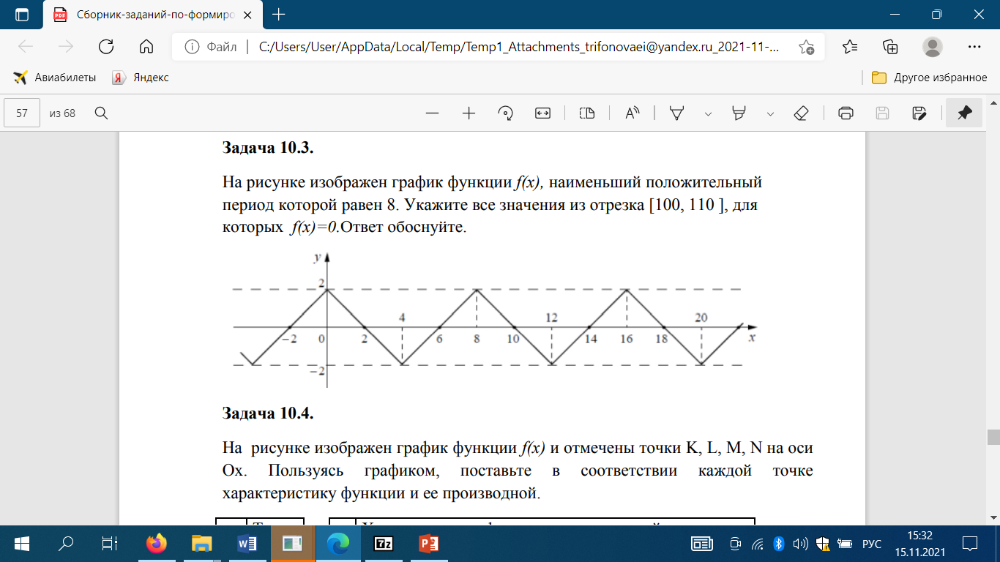 Сборник-заданий-по-формиро
Файл | C:/Users/User/AppData/Local/Temp/Temp1_Attachments_trifonovaei@yandex.ru_2021-11-...
Авиабилеты Яндекс Другое избранное
57 из 68
Задача 10.3.
На рисунке изображен график функции f(x), наименьший положительный
период которой равен 8. Укажите все значения из отрезка [100, 110 ], для
которых f(x)=0.Ответ обоснуйте.
y
2
4 12 20
−2 0 2 6 8 10 14 16 18 x
−2
Задача 10.4.
На рисунке изображен график функции f(x) и отмечены точки K, L, M, N на оси
Ox. Пользуясь графиком, поставьте в соответствии каждой точке
характеристику функции и ее производной.
РУС
15:32
15.11.2021